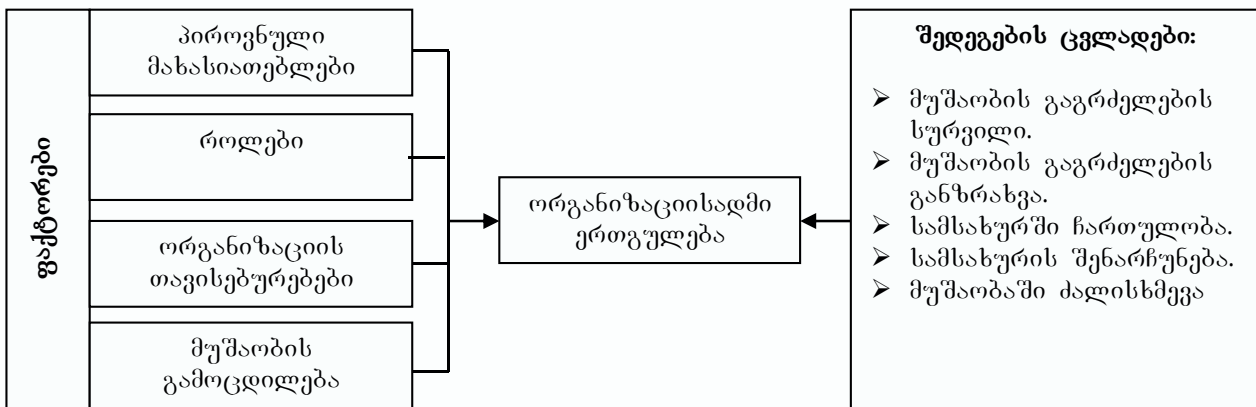 ფაქტორები
პიროვნული
მახასიათებლები
როლები
ორგანიზაციის
თავისებურებები
მუშაობის
გამოცდილება
ორგანიზაციისადმი
ერთგულება
შედეგების ცვლადები:
➢ მუშაობის გაგრძელების
სურვილი.
➢ მუშაობის გაგრძელების
განზრახვა.
➢ სამსახურში ჩართულობა.
➢ სამსახურის შენარჩუნება.
➢ მუშაობაში ძალისხმევა